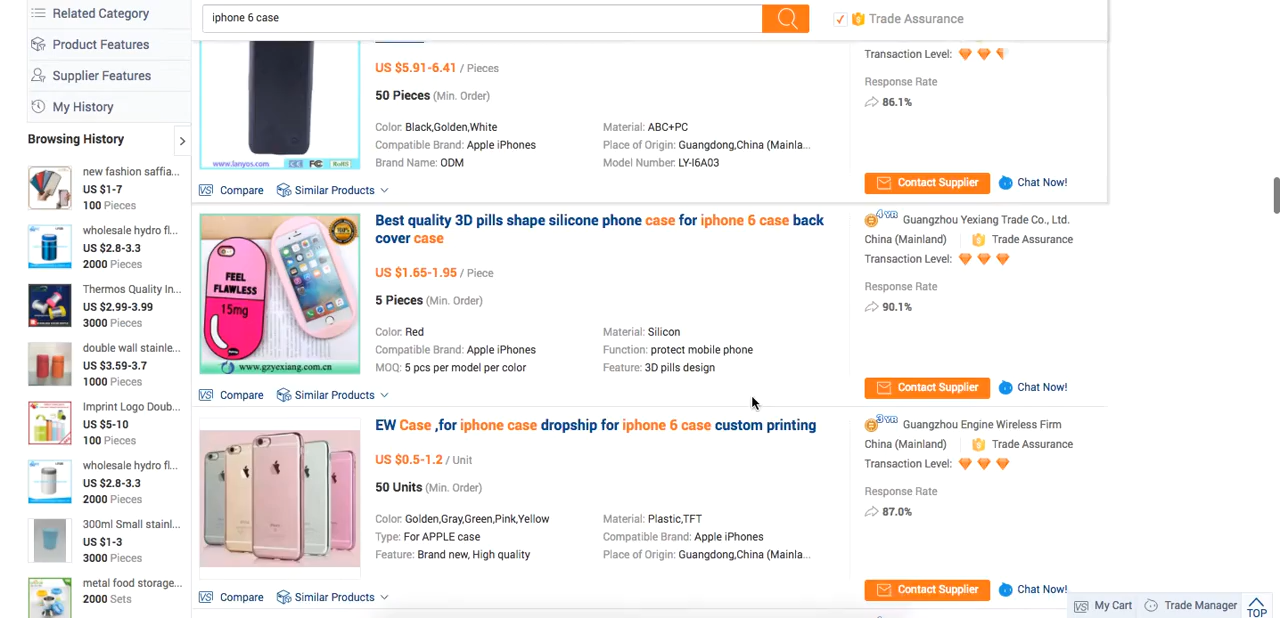 Related Category
Product Features
Supplier Features
My History
Browsing History
new fashion saffia...
US $1-7
100 Pieces
wholesale hydro fl...
US $2.8-3.3
2000 Pieces
Thermos Quality In...
US $2.99-3.99
3000 Pieces
double wall stainle...
US $3.59-3.7
1000 Pieces
Imprint Logo Doub...
US $5-10
100 Pieces
wholesale hydro fl...
US $2.8-3.3
2000 Pieces
300ml Small stainl...
US $1-3
3000 Pieces
metal food storage...
2000 Sets
iphone 6 case
Trade Assurance
www.lanyos.com
CE FC RoHS
US $5.91-6.41 / Pieces
50 Pieces (Min. Order)
Color: Black,Golden,White
Material: ABC+PC
Compatible Brand: Apple iPhones
Place of Origin: Guangdong,China (Mainla...
Brand Name: ODM
Model Number: LY-I6A03
Transaction Level:
Response Rate
86.1%
Compare
Similar Products
Contact Supplier
Chat Now!
FEEL
FLAWLESS
15mg
100%
www.gzyexiang.com.cn
Best quality 3D pills shape silicone phone case for iphone 6 case back
cover case
US $1.65-1.95 / Piece
5 Pieces (Min. Order)
Color: Red
Material: Silicon
Compatible Brand: Apple iPhones
Function: protect mobile phone
MOQ: 5 pcs per model per color
Feature: 3D pills design
4 YR Guangzhou Yexiang Trade Co., Ltd.
China (Mainland)
Trade Assurance
Transaction Level:
Response Rate
90.1%
Compare
Similar Products
Contact Supplier
Chat Now!
EW Case ,for iphone case dropship for iphone 6 case custom printing
US $0.5-1.2 / Unit
50 Units (Min. Order)
Color: Golden,Gray,Green,Pink,Yellow
Material: Plastic,TFT
Type: For APPLE case
Compatible Brand: Apple iPhones
Feature: Brand new, High quality
Place of Origin: Guangdong,China (Mainla...
3 YR Guangzhou Engine Wireless Firm
China (Mainland)
Trade Assurance
Transaction Level:
Response Rate
87.0%
Compare
Similar Products
Contact Supplier
Chat Now!
My Cart
Trade Manager
TOP